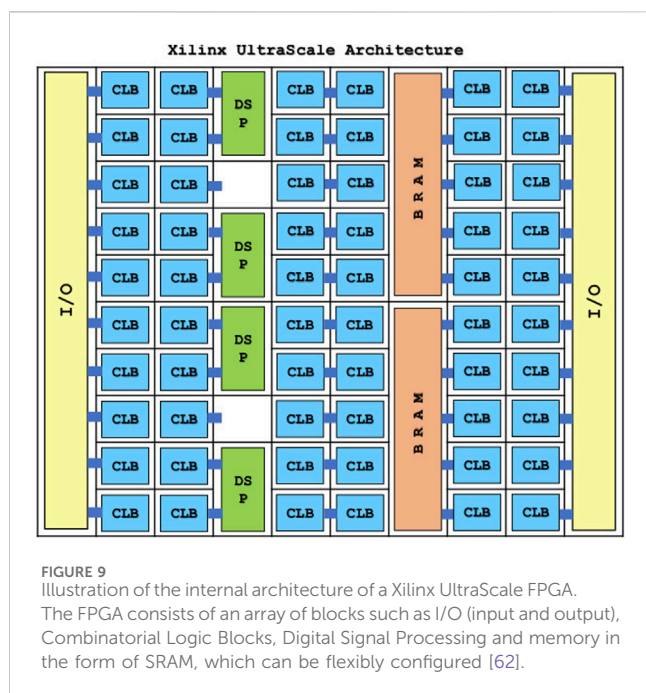 Xilinx UltraScale Architecture
CLB CLB DS P CLB CLB BRAM CLB CLB
CLB CLB CLB CLB CLB CLB
CLB CLB CLB CLB CLB CLB
CLB CLB DS P CLB CLB CLB CLB
I/O CLB CLB CLB CLB CLB CLB I/O
CLB CLB DS P CLB CLB BRAM CLB CLB
CLB CLB CLB CLB CLB CLB
CLB CLB CLB CLB CLB CLB
CLB CLB DS P CLB CLB CLB CLB
CLB CLB CLB CLB CLB CLB
FIGURE 9
Illustration of the internal architecture of a Xilinx UltraScale FPGA.
The FPGA consists of an array of blocks such as I/O (input and output),
Combinatorial Logic Blocks, Digital Signal Processing and memory in
the form of SRAM, which can be flexibly configured [62].